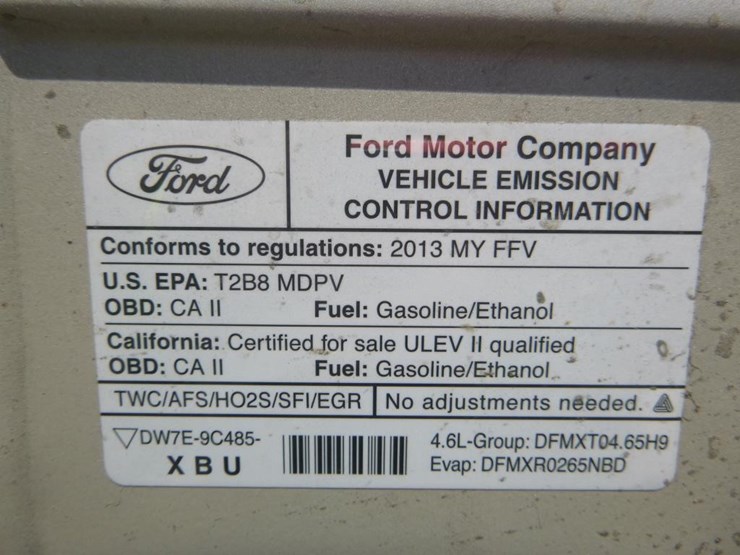 Ford
Ford Motor Company
VEHICLE EMISSION
CONTROL INFORMATION
Conforms to regulations: 2013 MY FFV
U.S. EPA: T2B8 MDPV
OBD: CA II Fuel: Gasoline/Ethanol
California: Certified for sale ULEV II qualified
OBD: CA II Fuel: Gasoline/Ethanol
TWC/AFS/HO2S/SFI/EGR No adjustments needed.
DW7E-9C485-
XBU
4.6L-Group: DFMXT04.65H9
Evap: DFMXR0265NBD